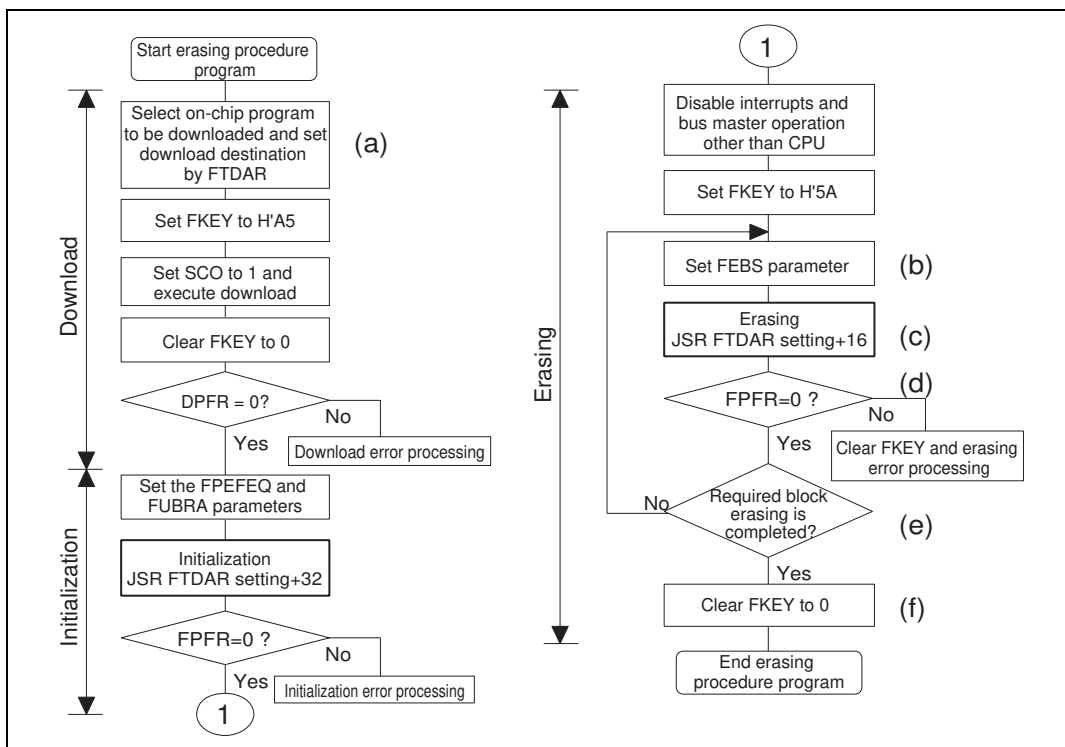 Start erasing procedure
program
Select on-chip program
to be downloaded and set
download destination
by FTDAR
(a)
Set FKEY to H'A5
Set SCO to 1 and
execute download
Clear FKEY to 0
DPFR = 0?
No
Yes
Download error processing
Download
Set the FPEFEQ and
FUBRA parameters
Initialization
JSR FTDAR setting+32
FPFR=0 ?
No
Yes
Initialization error processing
Initialization
1
1
Disable interrupts and
bus master operation
other than CPU
Set FKEY to H'5A
Set FEBS parameter
(b)
Erasing
JSR FTDAR setting+16
(c)
(d)
FPFR=0 ?
No
Yes
Clear FKEY and erasing
error processing
Erasing
No
Required block
erasing is
completed?
(e)
Yes
Clear FKEY to 0
(f)
End erasing
procedure program